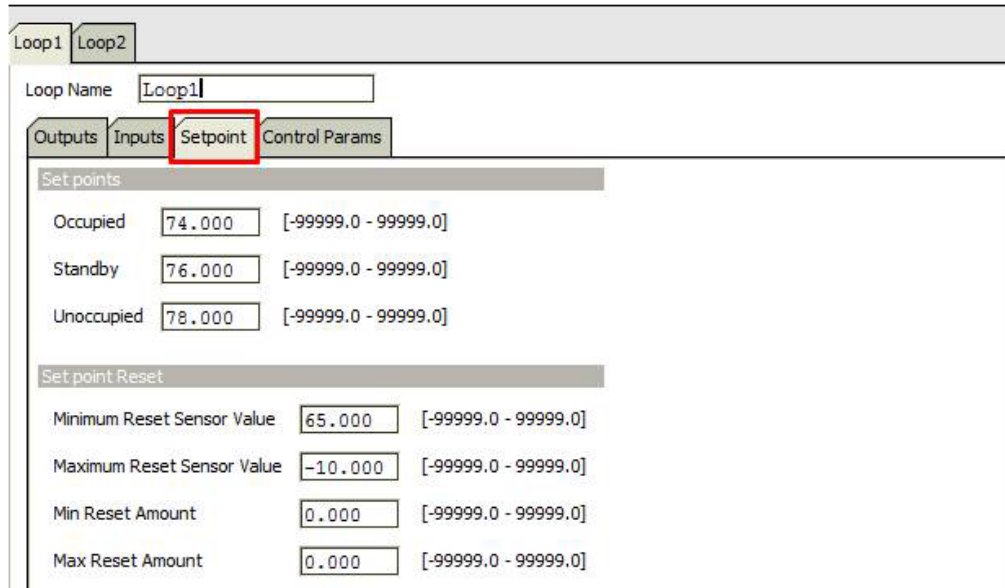 Loop1 Loop2
Loop Name Loop1
Outputs Inputs Setpoint Control Params
Set points
Occupied 74.000 [-99999.0 - 99999.0]
Standby 76.000 [-99999.0 - 99999.0]
Unoccupied 78.000 [-99999.0 - 99999.0]
Set point Reset
Minimum Reset Sensor Value 65.000 [-99999.0 - 99999.0]
Maximum Reset Sensor Value -10.000 [-99999.0 - 99999.0]
Min Reset Amount 0.000 [-99999.0 - 99999.0]
Max Reset Amount 0.000 [-99999.0 - 99999.0]